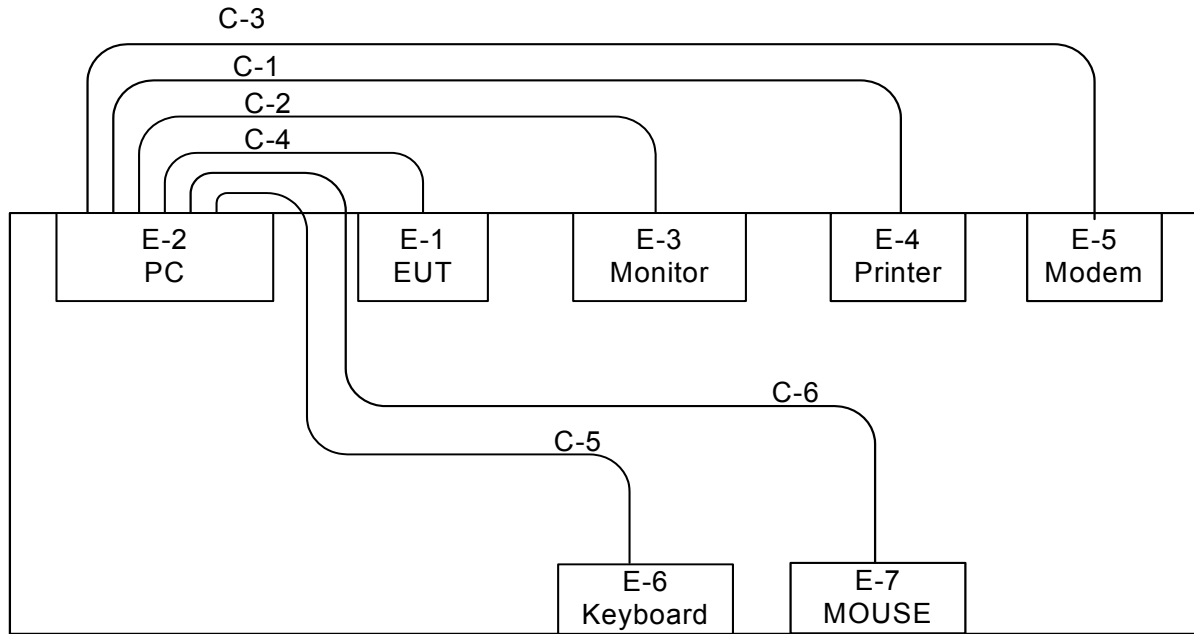 C-3
C-1
C-2
C-4
E-2
PC
E-1
EUT
E-3
Monitor
E-4
Printer
E-5
Modem
C-6
C-5
E-6
Keyboard
E-7
MOUSE